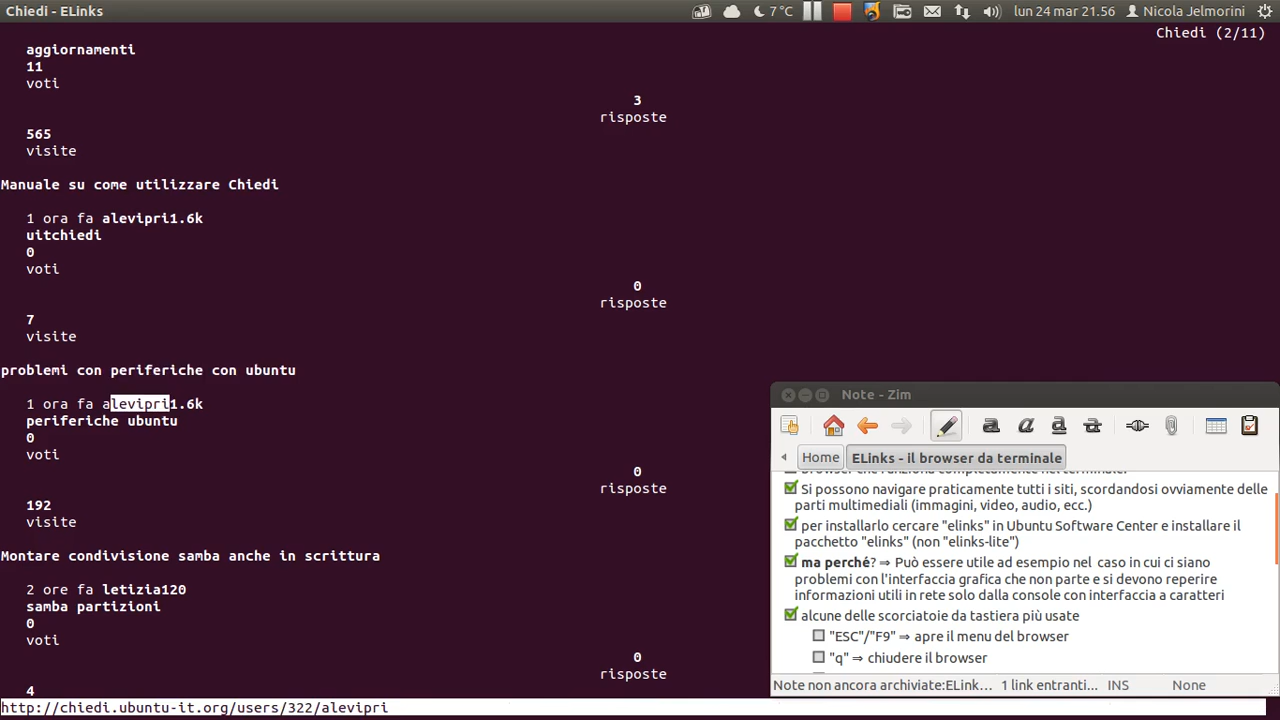 Chiedi - ELinks
7 °C
lun 24 mar 21.56
Nicola Jelmorini
Chiedi (2/11)
aggiornamenti
11
voti
3
risposte
565
visite
Manuale su come utilizzare Chiedi
1 ora fa alevipri1.6k
uitchiedi
0
voti
0
risposte
7
visite
problemi con periferiche con ubuntu
1 ora fa alevipri1.6k
periferiche ubuntu
0
voti
0
risposte
192
visite
Montare condivisione samba anche in scrittura
2 ore fa letizia120
samba partizioni
0
voti
0
risposte
4
http://chiedi.ubuntu-it.org/users/322/alevipri
Note - Zim
Home
ELinks - il browser da terminale
browser che funziona completamente nel terminale.
Si possono navigare praticamente tutti i siti, scordandosi ovviamente delle
parti multimediali (immagini, video, audio, ecc.)
per installarlo cercare "elinks" in Ubuntu Software Center e installare il
pacchetto "elinks" (non "elinks-lite")
ma perché? ⇒ Può essere utile ad esempio nel caso in cui ci siano
problemi con l'interfaccia grafica che non parte e si devono reperire
informazioni utili in rete solo dalla console con interfaccia a caratteri
alcune delle scorciatoie da tastiera più usate
"ESC"/"F9" ⇒ apre il menu del browser
"q" ⇒ chiudere il browser
Note non ancora archiviate:ELink...
1 link entranti...
INS
None